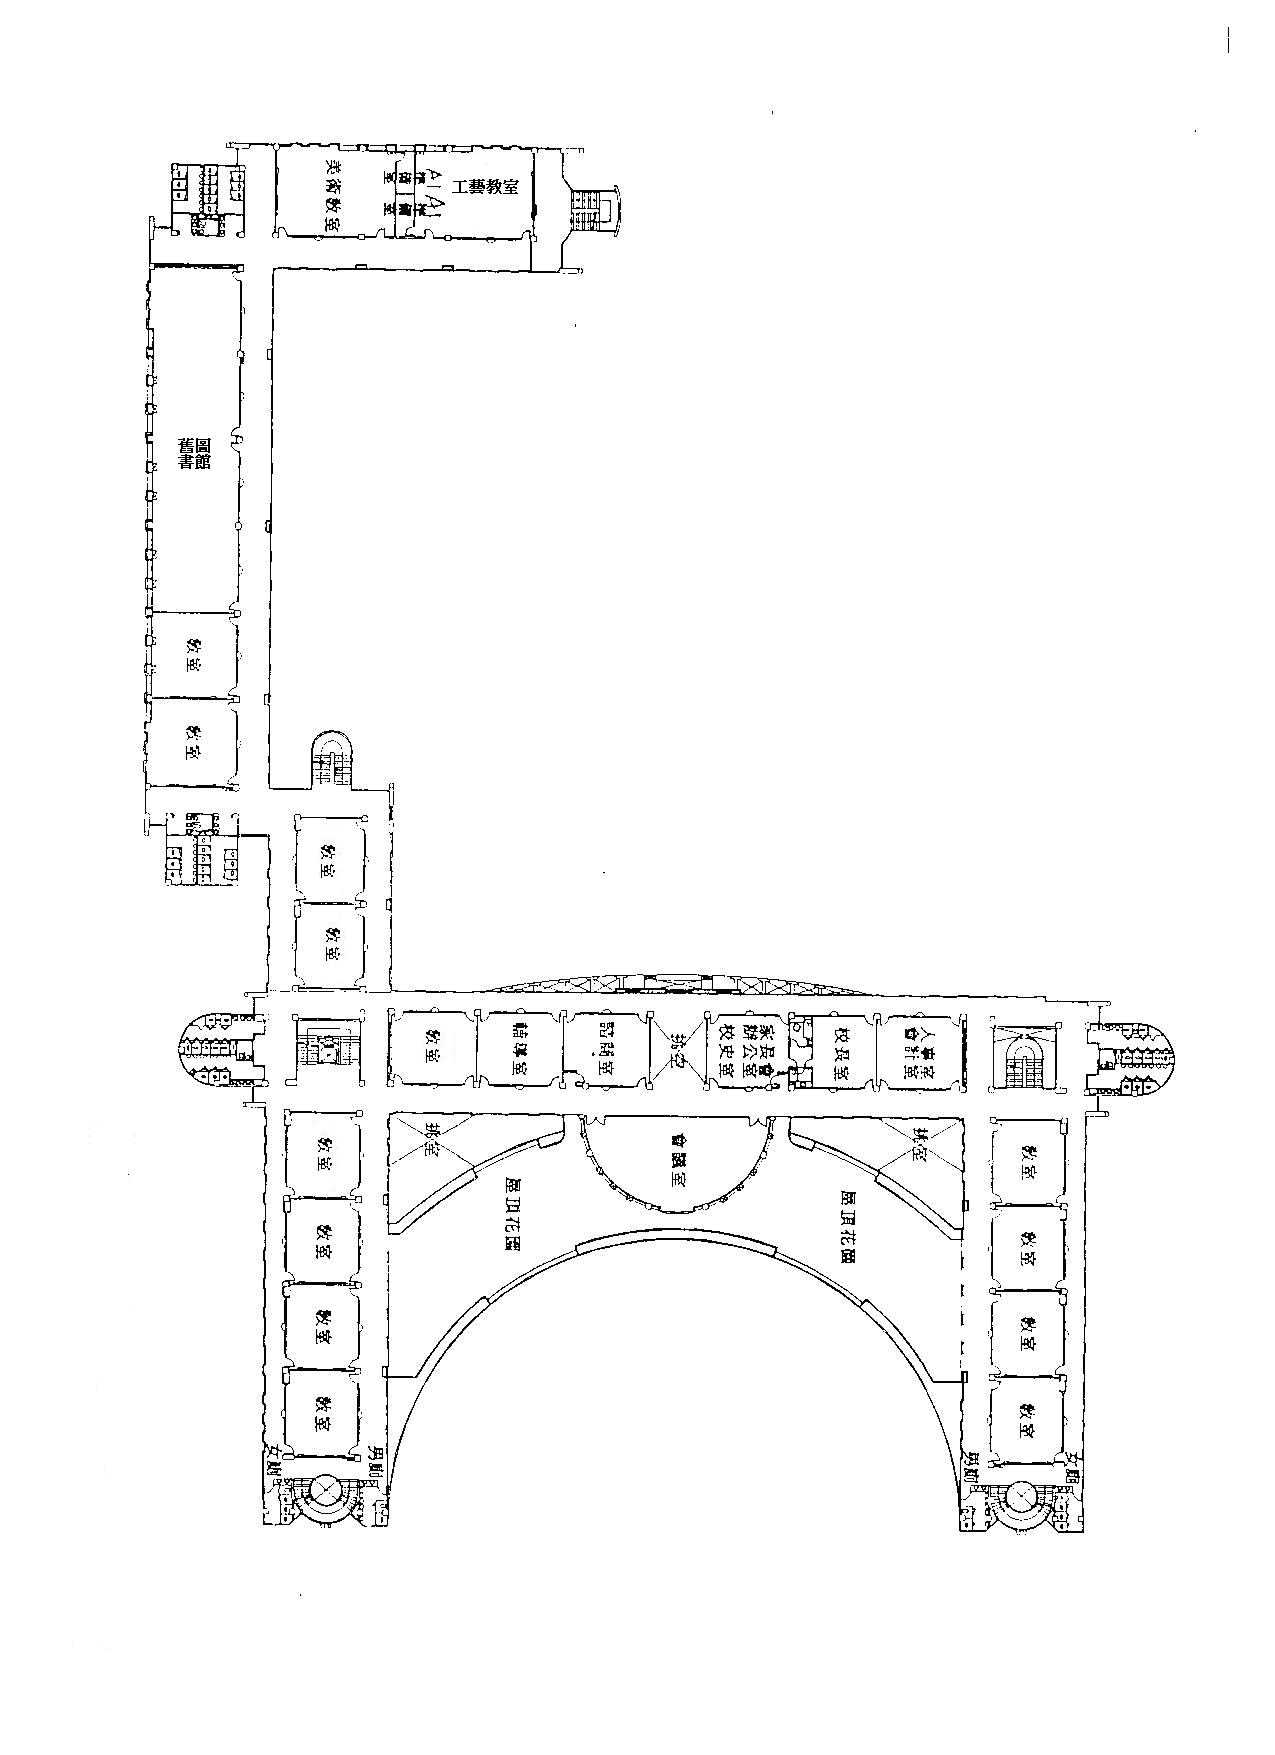 美術教室
工藝教室
舊圖
書館
教室
教室
教室
教室
教室
輔導室
諮商室
挑空
家長會
辦公室
校史室
校長室
人事室
會計室
教室
挑空
會議室
挑空
教室
屋頂花園
屋頂花園
教室
教室
教室
教室
教室
教室
女廁
男廁
男廁
女廁